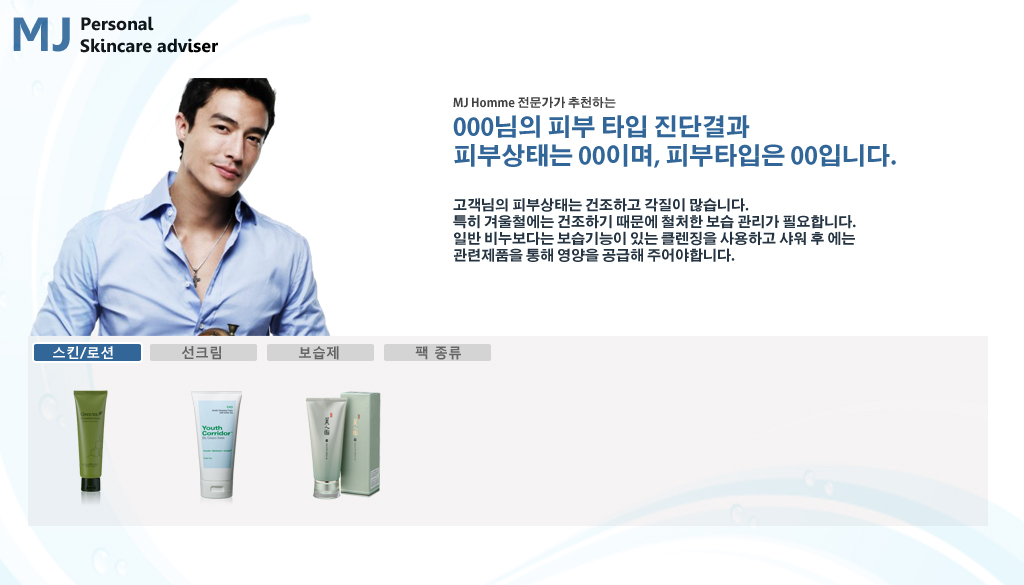 MJ Personal
Skincare adviser
MJ Homme 전문가가 추천하는
000님의 피부 타입 진단결과
피부상태는 00이며, 피부타입은 00입니다.
고객님의 피부상태는 건조하고 각질이 많습니다.
특히 겨울철에는 건조하기 때문에 철저한 보습 관리가 필요합니다.
일반 비누보다는 보습기능이 있는 클렌징을 사용하고 샤워 후 에는
관련제품을 통해 영양을 공급해 주어야합니다.
스킨/로션
선크림
보습제
팩 종류
Youth
Corridor
美人